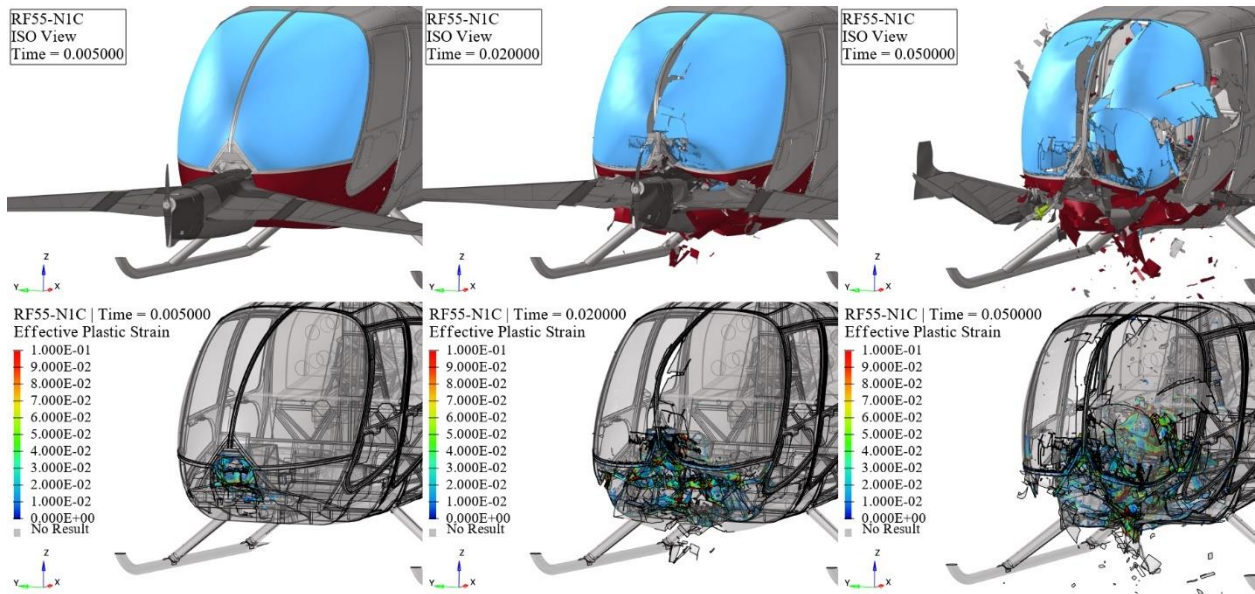 RF55-N1C
ISO View
Time = 0.005000
RF55-N1C
ISO View
Time = 0.020000
RF55-N1C
ISO View
Time = 0.050000
Z
Y
X
Z
Y
X
Z
Y
X
RF55-N1C | Time = 0.005000
Effective Plastic Strain
1.000E-01
9.000E-02
8.000E-02
7.000E-02
6.000E-02
5.000E-02
4.000E-02
3.000E-02
2.000E-02
1.000E-02
0.000E+00
No Result
Z
Y
X
RF55-N1C | Time = 0.020000
Effective Plastic Strain
1.000E-01
9.000E-02
8.000E-02
7.000E-02
6.000E-02
5.000E-02
4.000E-02
3.000E-02
2.000E-02
1.000E-02
0.000E+00
No Result
Z
Y
X
RF55-N1C | Time = 0.050000
Effective Plastic Strain
1.000E-01
9.000E-02
8.000E-02
7.000E-02
6.000E-02
5.000E-02
4.000E-02
3.000E-02
2.000E-02
1.000E-02
0.000E+00
No Result
Z
Y
X